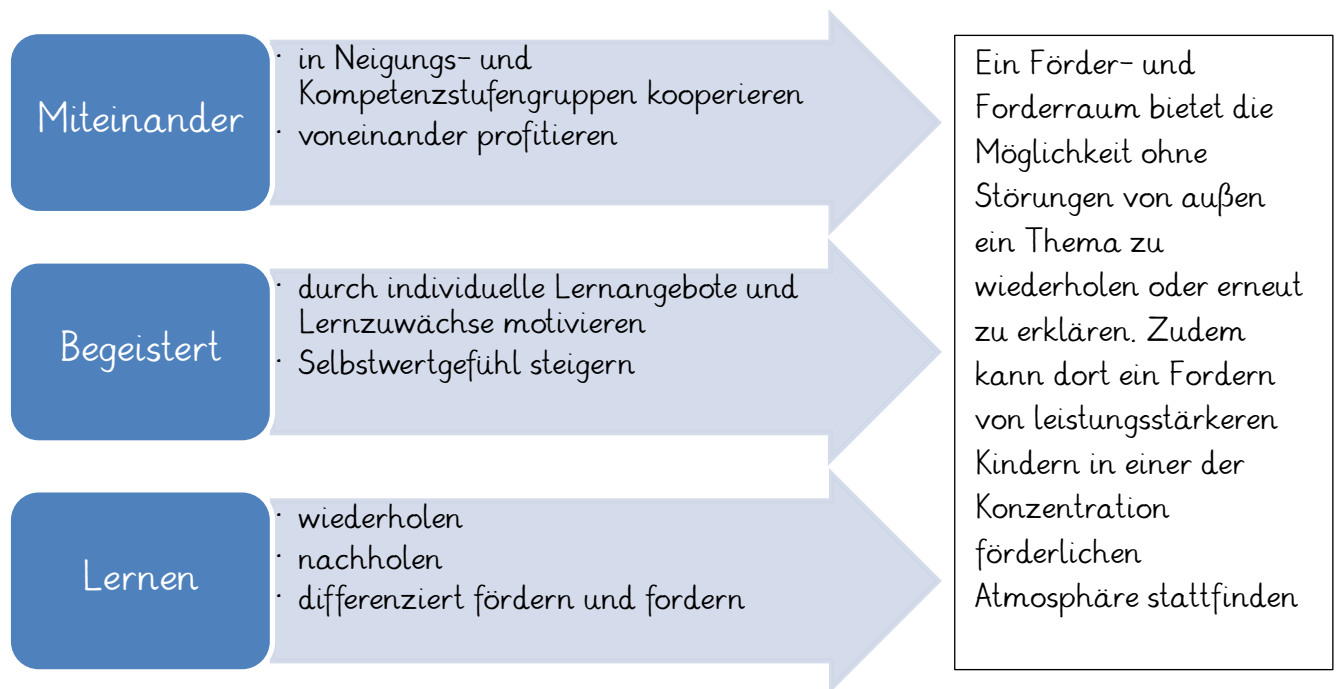 Miteinander
· in Neigungs- und
Kompetenzstufengruppen kooperieren
· voneinander profitieren
Begeistert
· durch individuelle Lernangebote und
Lernzuwächse motivieren
· Selbstwertgefühl steigern
Lernen
· wiederholen
· nachholen
· differenziert fördern und fordern
Ein Förder- und
Forderraum bietet die
Möglichkeit ohne
Störungen von außen
ein Thema zu
wiederholen oder erneut
zu erklären. Zudem
kann dort ein Fordern
von leistungsstärkeren
Kindern in einer der
Konzentration
förderlichen
Atmosphäre stattfinden